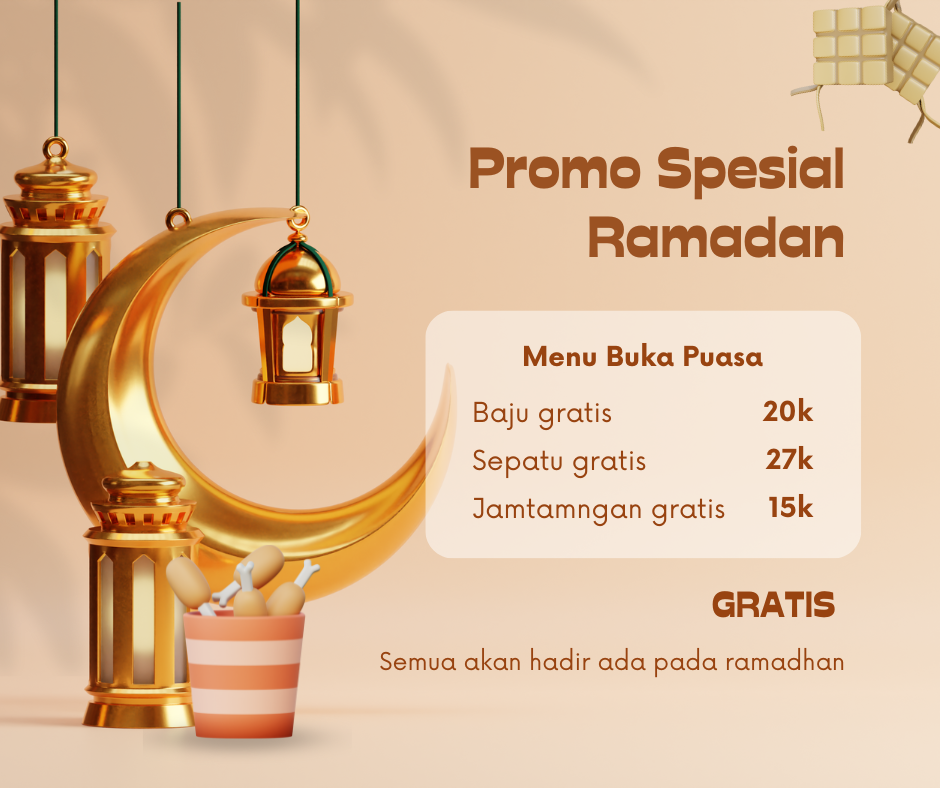 Promo Spesial
Ramadan
Menu Buka Puasa
Baju gratis 20k
Sepatu gratis 27k
Jamtamngan gratis 15k
GRATIS
Semua akan hadir ada pada ramadhan